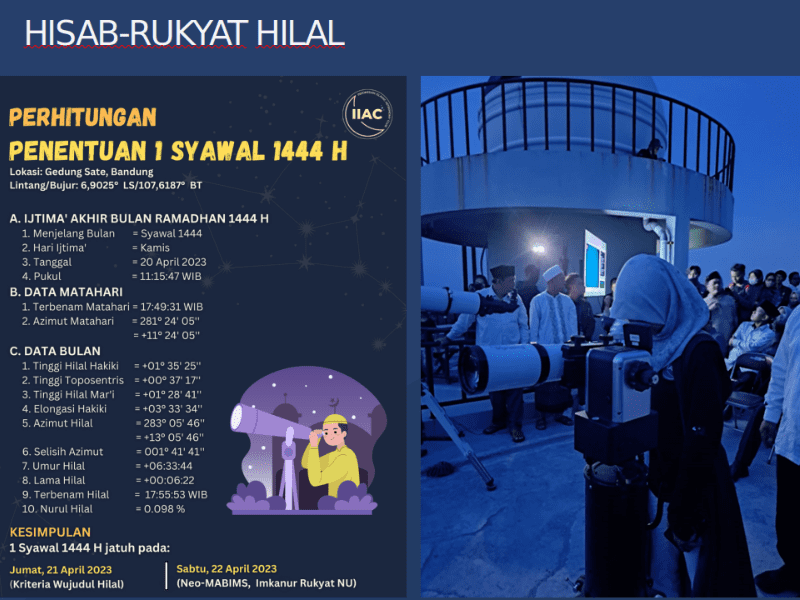 HISAB-RUKYAT HILAL
IIAC
PERHITUNGAN
PENENTUAN 1 SYAWAL 1444 H
Lokasi: Gedung Sate, Bandung
Lintang/Bujur: 6,9025° LS/107,6187° BT
A. IJTIMA' AKHIR BULAN RAMADHAN 1444 H
1. Menjelang Bulan = Syawal 1444
2. Hari Ijtima' = Kamis
3. Tanggal = 20 April 2023
4. Pukul = 11:15:47 WIB
B. DATA MATAHARI
1. Terbenam Matahari = 17:49:31 WIB
2. Azimut Matahari = 281° 24' 05"
= +11° 24' 05"
C. DATA BULAN
1. Tinggi Hilal Hakiki = +01° 35' 25"
2. Tinggi Toposentris = +00° 37' 17"
3. Tinggi Hilal Mar'i = +01° 28' 41"
4. Elongasi Hakiki = +03° 33' 34"
5. Azimut Hilal = 283° 05' 46"
= +13° 05' 46"
6. Selisih Azimut = 001° 41' 41"
7. Umur Hilal = +06:33:44
8. Lama Hilal = +00:06:22
9. Terbenam Hilal = 17:55:53 WIB
10. Nurul Hilal = 0.098 %
KESIMPULAN
1 Syawal 1444 H jatuh pada:
Jumat, 21 April 2023
(Kriteria Wujudul Hilal)
Sabtu, 22 April 2023
(Neo-MABIMS, Imkanur Rukyat NU)